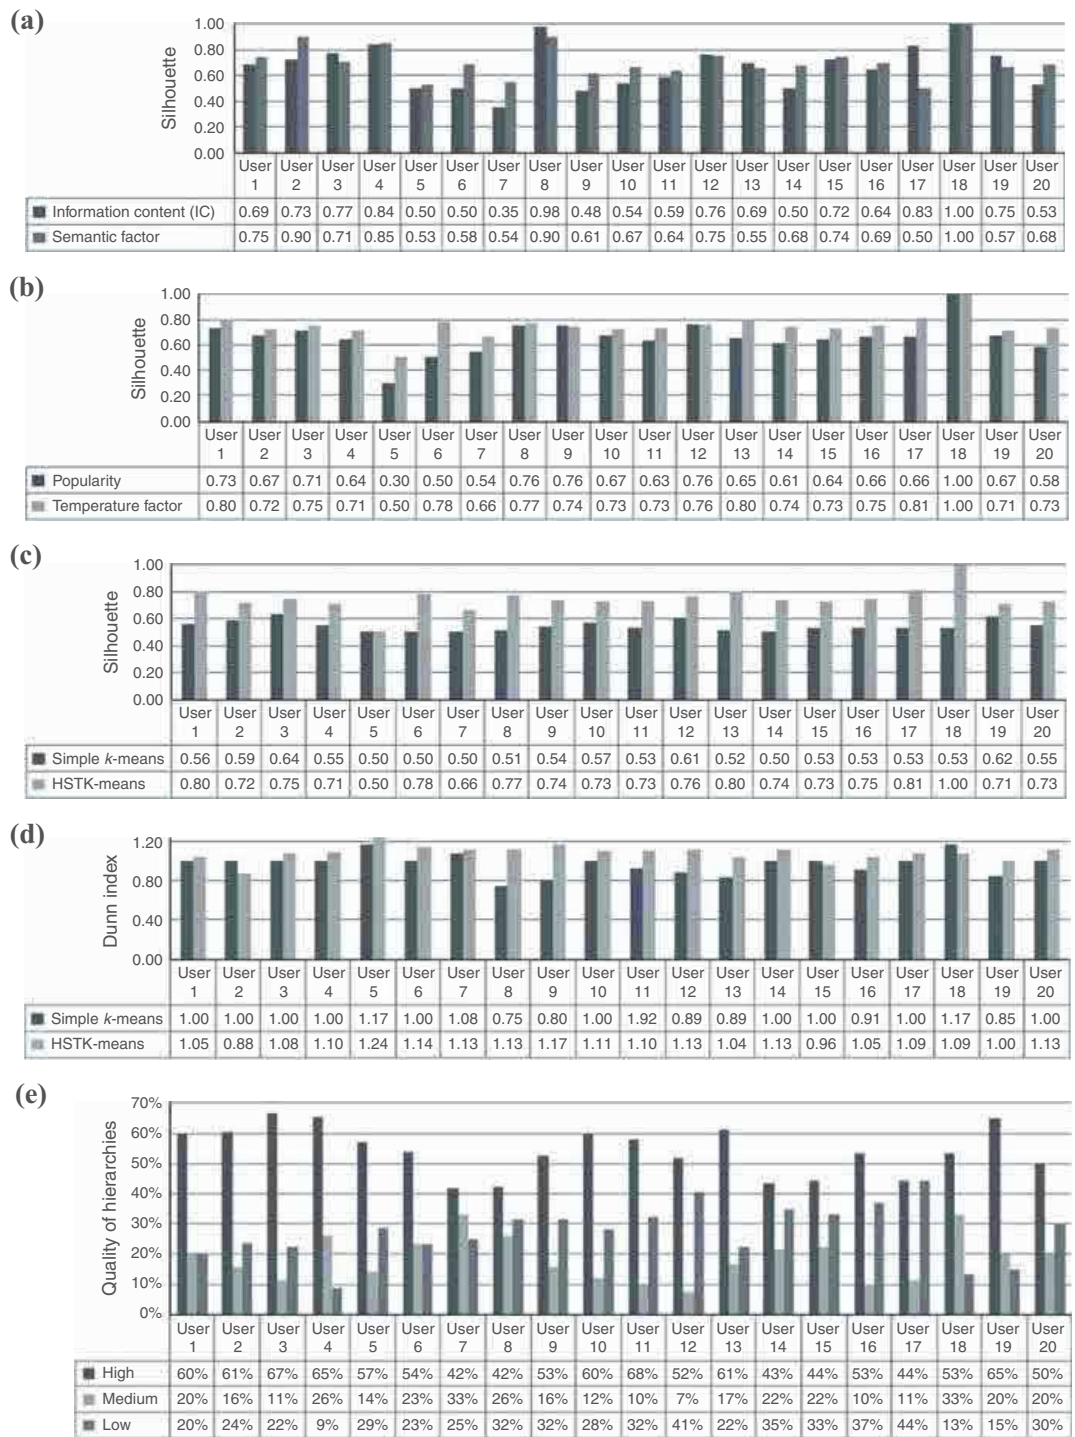 (a)
1.00
0.80
0.60
0.40
0.20
0.00
Silhouette
User 1 User 2 User 3 User 4 User 5 User 6 User 7 User 8 User 9 User 10 User 11 User 12 User 13 User 14 User 15 User 16 User 17 User 18 User 19 User 20
Information content (IC) 0.69 0.73 0.77 0.84 0.50 0.50 0.35 0.98 0.48 0.54 0.59 0.76 0.69 0.50 0.72 0.64 0.83 1.00 0.75 0.53
Semantic factor 0.75 0.90 0.71 0.85 0.53 0.58 0.54 0.90 0.61 0.67 0.64 0.75 0.55 0.68 0.74 0.69 0.50 1.00 0.57 0.68
(b)
1.00
0.80
0.60
0.40
0.20
0.00
Silhouette
User 1 User 2 User 3 User 4 User 5 User 6 User 7 User 8 User 9 User 10 User 11 User 12 User 13 User 14 User 15 User 16 User 17 User 18 User 19 User 20
Popularity 0.73 0.67 0.71 0.64 0.30 0.50 0.54 0.76 0.76 0.67 0.63 0.76 0.65 0.61 0.64 0.66 0.66 1.00 0.67 0.58
Temperature factor 0.80 0.72 0.75 0.71 0.50 0.78 0.66 0.77 0.74 0.73 0.73 0.76 0.80 0.74 0.73 0.75 0.81 1.00 0.71 0.73
(c)
1.00
0.80
0.60
0.40
0.20
0.00
Silhouette
User 1 User 2 User 3 User 4 User 5 User 6 User 7 User 8 User 9 User 10 User 11 User 12 User 13 User 14 User 15 User 16 User 17 User 18 User 19 User 20
Simple k-means 0.56 0.59 0.64 0.55 0.50 0.50 0.50 0.51 0.54 0.57 0.53 0.61 0.52 0.50 0.53 0.53 0.53 0.53 0.62 0.55
HSTK-means 0.80 0.72 0.75 0.71 0.50 0.78 0.66 0.77 0.74 0.73 0.73 0.76 0.80 0.74 0.73 0.75 0.81 1.00 0.71 0.73
(d)
1.20
0.80
0.40
0.00
Dunn index
User 1 User 2 User 3 User 4 User 5 User 6 User 7 User 8 User 9 User 10 User 11 User 12 User 13 User 14 User 15 User 16 User 17 User 18 User 19 User 20
Simple k-means 1.00 1.00 1.00 1.00 1.17 1.00 1.08 0.75 0.80 1.00 1.92 0.89 0.89 1.00 1.00 0.91 1.00 1.17 0.85 1.00
HSTK-means 1.05 0.88 1.08 1.10 1.24 1.14 1.13 1.13 1.17 1.11 1.10 1.13 1.04 1.13 0.96 1.05 1.09 1.09 1.00 1.13
(e)
70%
60%
50%
40%
30%
20%
10%
0%
Quality of hierarchies
User 1 User 2 User 3 User 4 User 5 User 6 User 7 User 8 User 9 User 10 User 11 User 12 User 13 User 14 User 15 User 16 User 17 User 18 User 19 User 20
High 60% 61% 67% 65% 57% 54% 42% 42% 53% 60% 68% 52% 61% 43% 44% 53% 44% 53% 65% 50%
Medium 20% 16% 11% 26% 14% 23% 33% 26% 16% 12% 10% 7% 17% 22% 22% 10% 11% 33% 20% 20%
Low 20% 24% 22% 9% 29% 23% 25% 32% 32% 28% 32% 41% 22% 35% 33% 37% 44% 13% 15% 30%